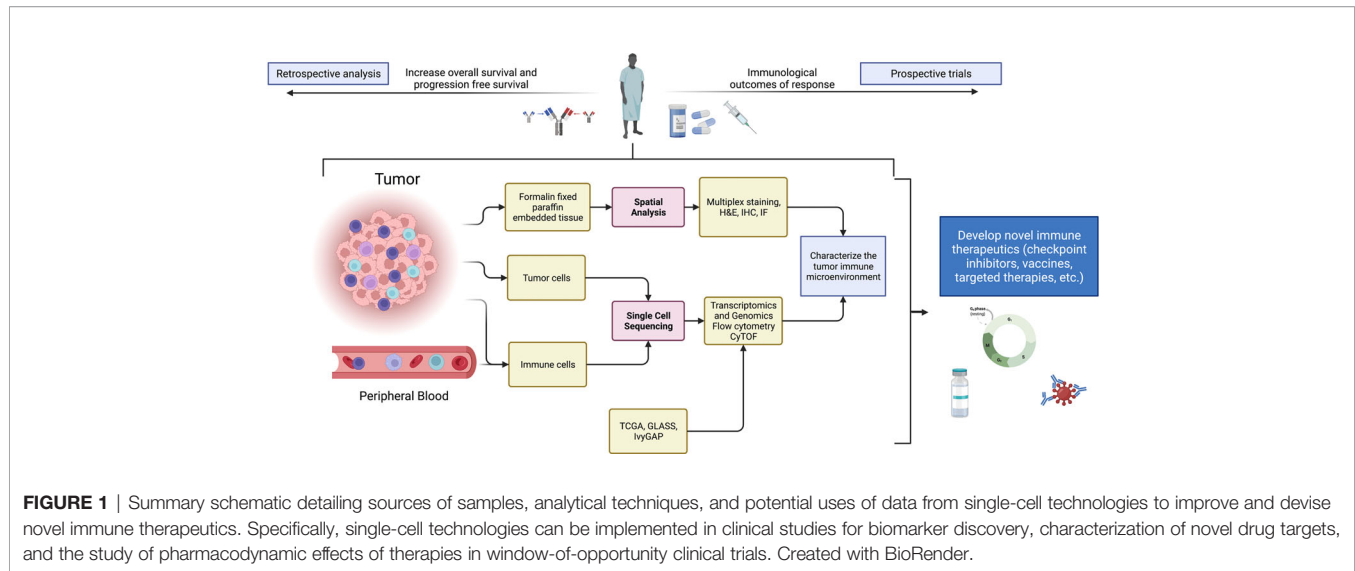 Retrospective analysis
Increase overall survival and
progression free survival
Immunological
outcomes of response
Prospective trials
Tumor
Formalin fixed
paraffin
embedded tissue
Spatial
Analysis
Multiplex staining,
H&E, IHC, IF
Tumor cells
Single Cell
Sequencing
Transcriptomics
and Genomics
Flow cytometry
CyTOF
Characterize the
tumor immune
microenvironment
Immune cells
Peripheral Blood
TCGA, GLASS,
IvyGAP
Develop novel immune
therapeutics (checkpoint
inhibitors, vaccines,
targeted therapies, etc.)
G₀ phase
(resting)
G₁
S
G₂
M
FIGURE 1 | Summary schematic detailing sources of samples, analytical techniques, and potential uses of data from single-cell technologies to improve and devise
novel immune therapeutics. Specifically, single-cell technologies can be implemented in clinical studies for biomarker discovery, characterization of novel drug targets,
and the study of pharmacodynamic effects of therapies in window-of-opportunity clinical trials. Created with BioRender.